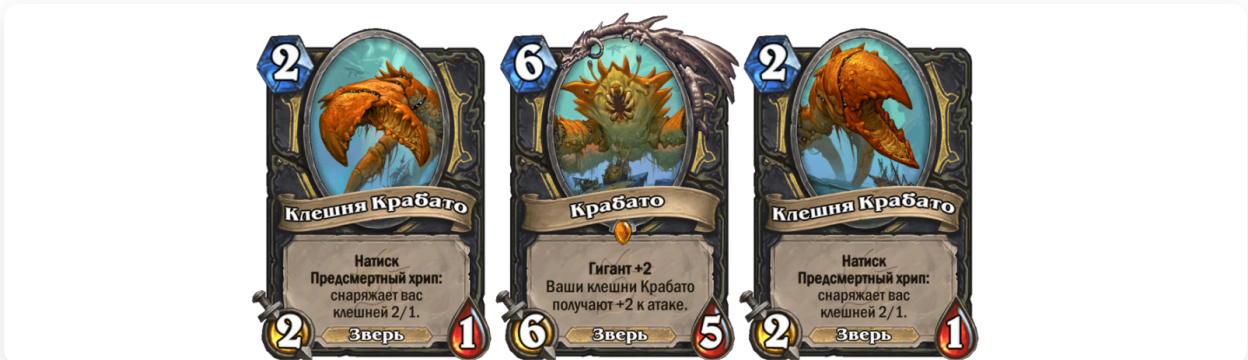 2
Клешня Крабато
Натиск
Предсмертный хрип:
снаряжает вас
клешней 2/1.
2
Зверь
1
6
Крабато
Гигант +2
Ваши клешни Крабато
получают +2 к атаке.
6
Зверь
5
2
Клешня Крабато
Натиск
Предсмертный хрип:
снаряжает вас
клешней 2/1.
2
Зверь
1